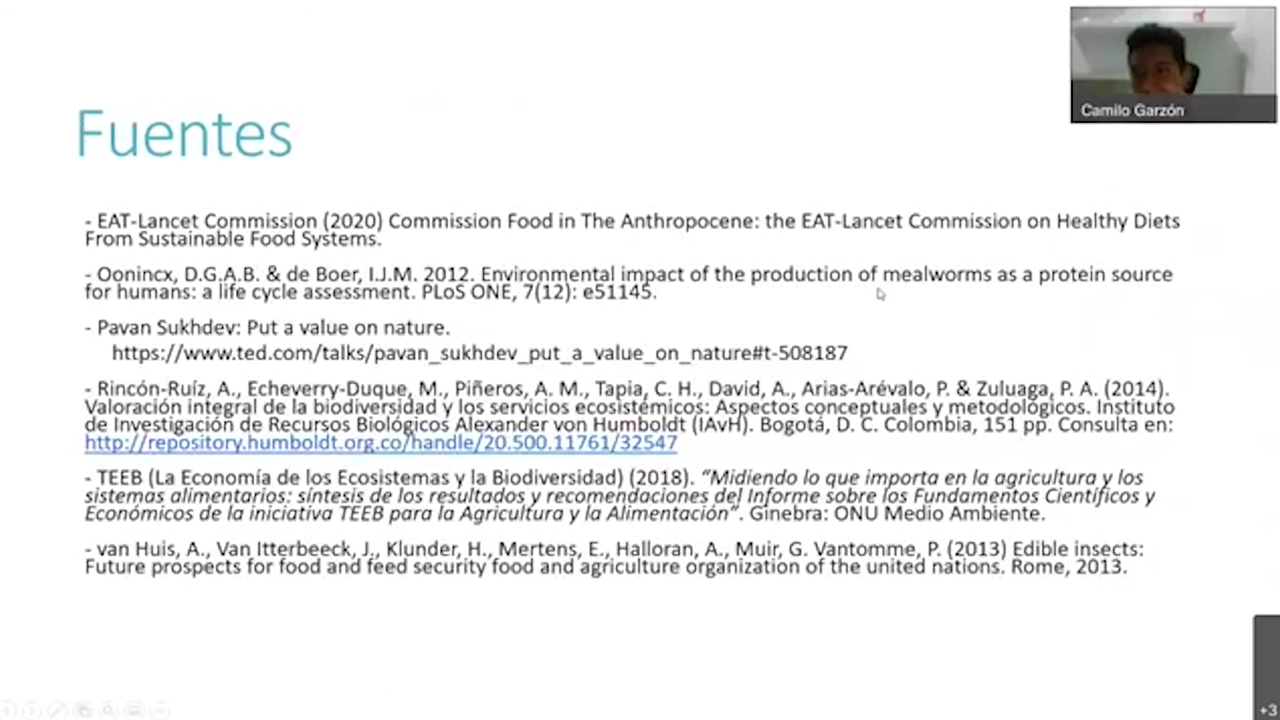 Camilo Garzón
Fuentes
- EAT-Lancet Commission (2020) Commission Food in The Anthropocene: the EAT-Lancet Commission on Healthy Diets
From Sustainable Food Systems.
- Oonincx, D.G.A.B. & de Boer, I.J.M. 2012. Environmental impact of the production of mealworms as a protein source
for humans: a life cycle assessment. PLoS ONE, 7(12): e51145.
- Pavan Sukhdev: Put a value on nature.
https://www.ted.com/talks/pavan_sukhdev_put_a_value_on_nature#t-508187
- Rincón-Ruíz, A., Echeverry-Duque, M., Piñeros, A. M., Tapia, C. H., David, A., Arias-Arévalo, P. & Zuluaga, P. A. (2014).
Valoración integral de la biodiversidad y los servicios ecosistémicos: Aspectos conceptuales y metodológicos. Instituto
de Investigación de Recursos Biológicos Alexander von Humboldt (IAvH). Bogotá, D. C. Colombia, 151 pp. Consulta en:
http://repository.humboldt.org.co/handle/20.500.11761/32547
- TEEB (La Economía de los Ecosistemas y la Biodiversidad) (2018). “Midiendo lo que importa en la agricultura y los
sistemas alimentarios: síntesis de los resultados y recomendaciones del Informe sobre los Fundamentos Científicos y
Económicos de la iniciativa TEEB para la Agricultura y la Alimentación”. Ginebra: ONU Medio Ambiente.
- van Huis, A., Van Itterbeeck, J., Klunder, H., Mertens, E., Halloran, A., Muir, G. Vantomme, P. (2013) Edible insects:
Future prospects for food and feed security food and agriculture organization of the united nations. Rome, 2013.
+3